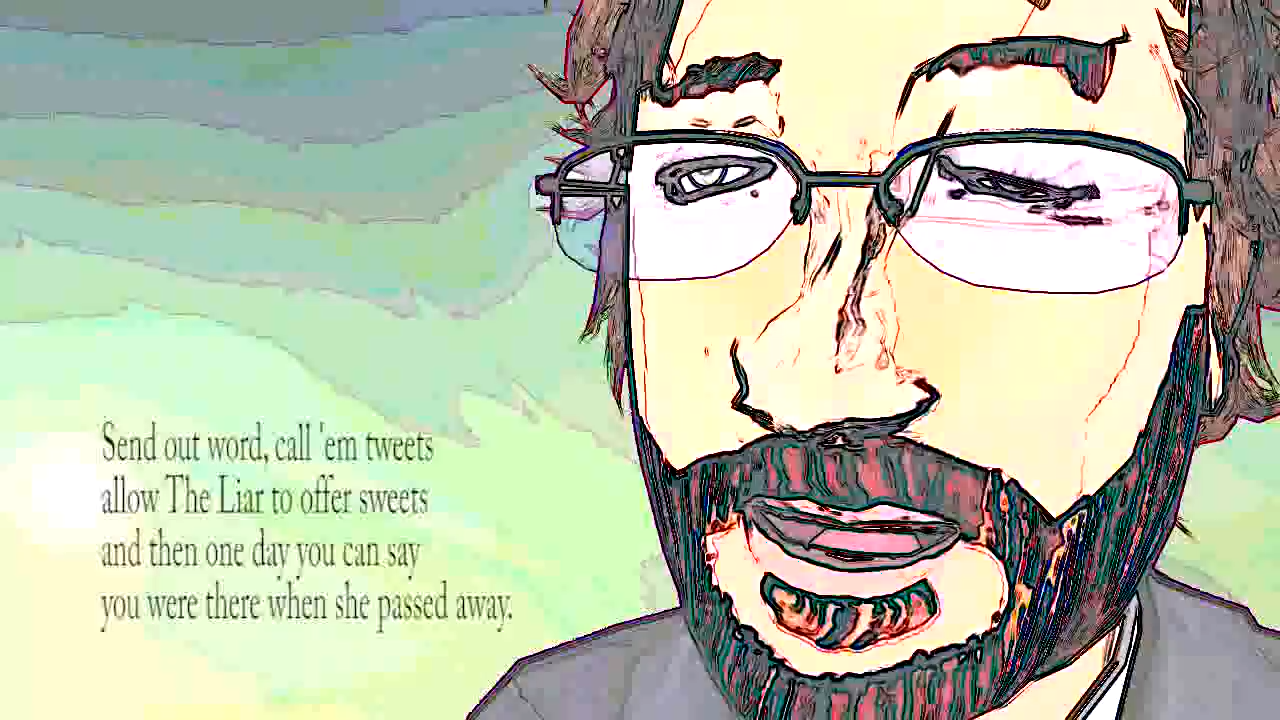 Send out word, call 'em tweets
allow The Liar to offer sweets
and then one day you can say
you were there when she passed away.